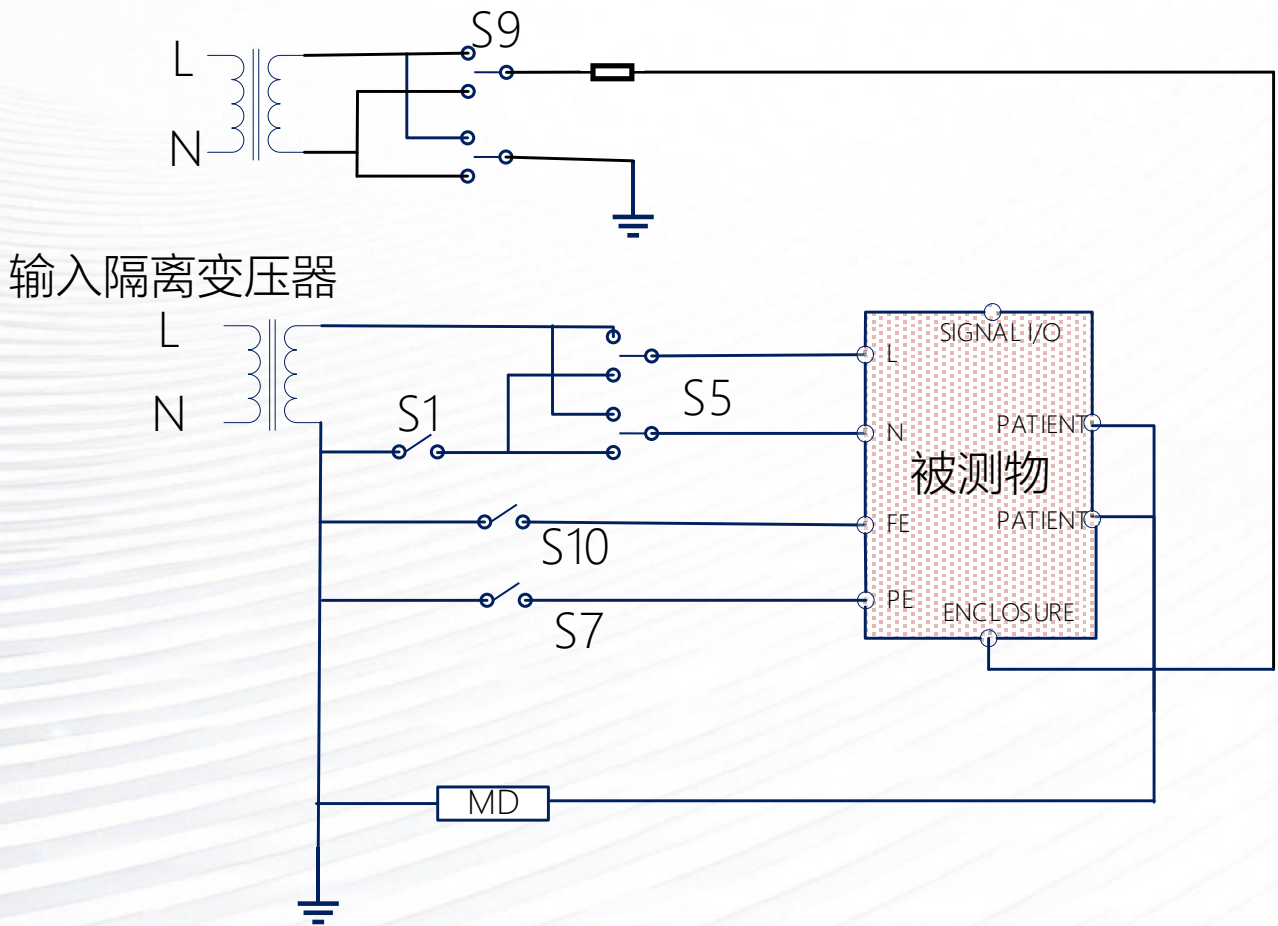 S9
L
N
输入隔离变压器
L
N
S1
S5
S10
S7
SIGNAL I/O
L
N
PATIENT
被测物
FE
PATIENT
PE
ENCLOSURE
MD